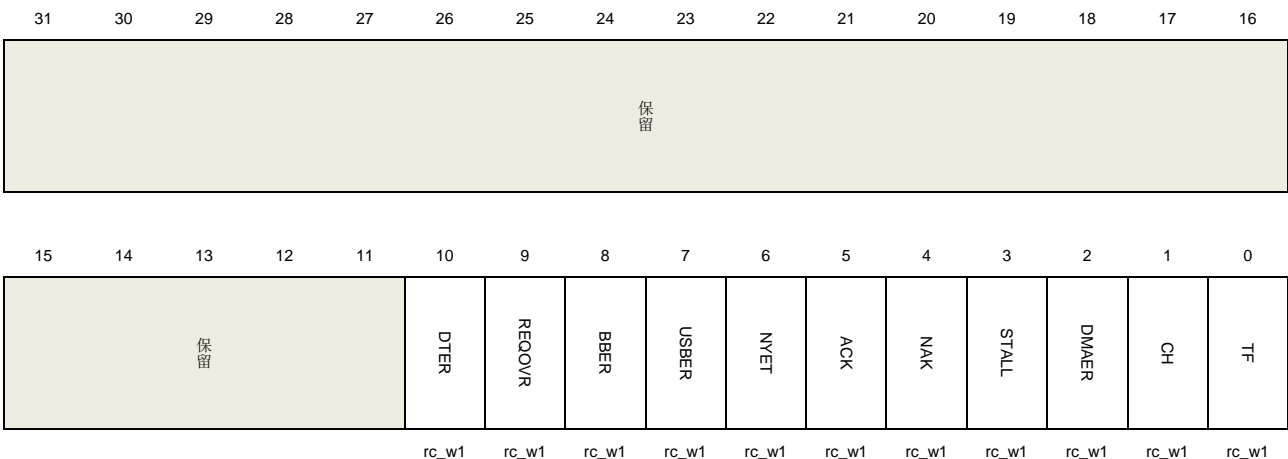 31 30 29 28 27 26 25 24 23 22 21 20 19 18 17 16
保留
15 14 13 12 11 10 9 8 7 6 5 4 3 2 1 0
保留 DTER REQOVR BBER USBER NYET ACK NAK STALL DMAER CH TF
rc_w1 rc_w1 rc_w1 rc_w1 rc_w1 rc_w1 rc_w1 rc_w1 rc_w1 rc_w1 rc_w1